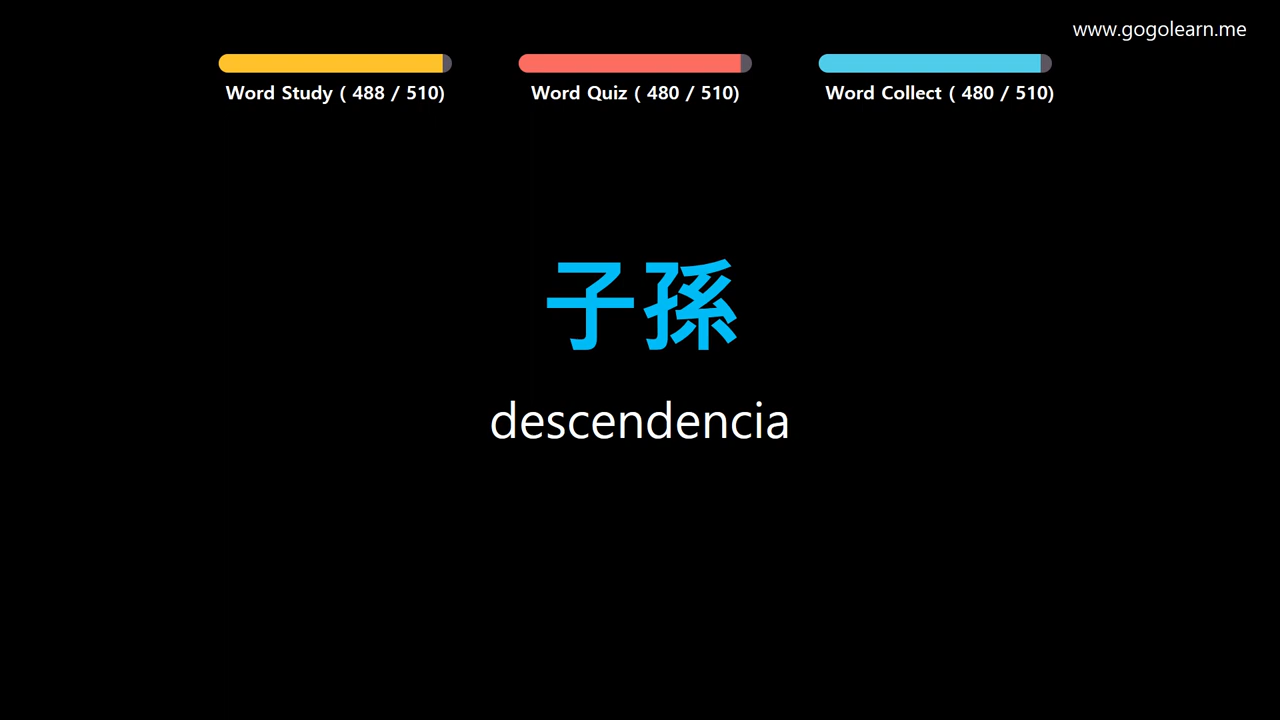 www.gogolearn.me
Word Study ( 488 / 510)
Word Quiz ( 480 / 510)
Word Collect ( 480 / 510)
子孫
descendencia